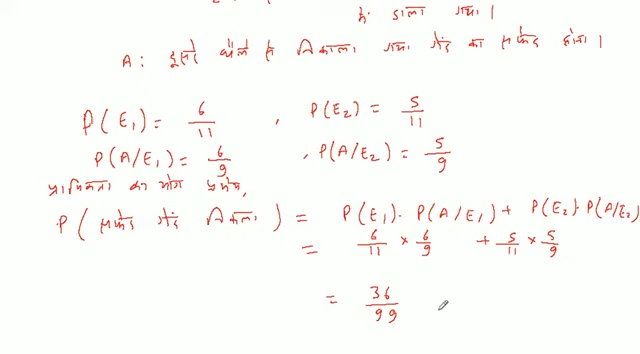 में डाला गया।
A: दूसरे थैले से निकाला गया गेंद का सफेद होना।
P(E₁) = 6/11 , P(E₂) = 5/11
P(A/E₁) = 6/9 , P(A/E₂) = 5/9
प्रायिकता का योग प्रमेय,
P(सफेद गेंद निकलना) = P(E₁) · P(A/E₁) + P(E₂) · P(A/E₂)
= 6/11 × 6/9 + 5/11 × 5/9
= 36/99